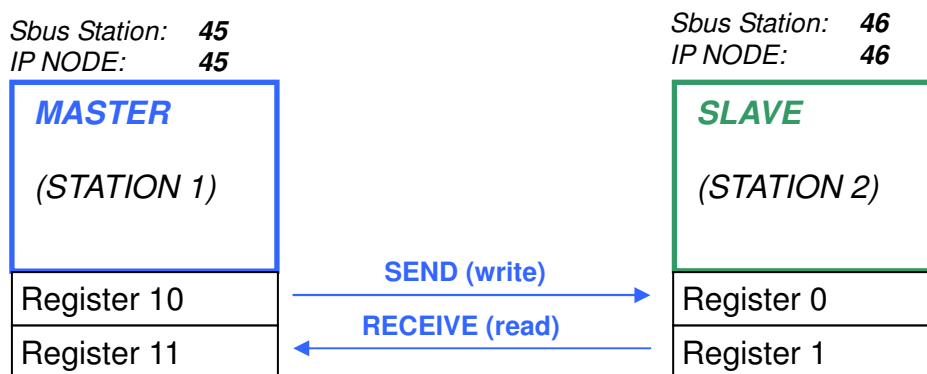 Sbus Station: 45
IP NODE: 45
MASTER
(STATION 1)
Register 10
Register 11
SEND (write)
RECEIVE (read)
Sbus Station: 46
IP NODE: 46
SLAVE
(STATION 2)
Register 0
Register 1